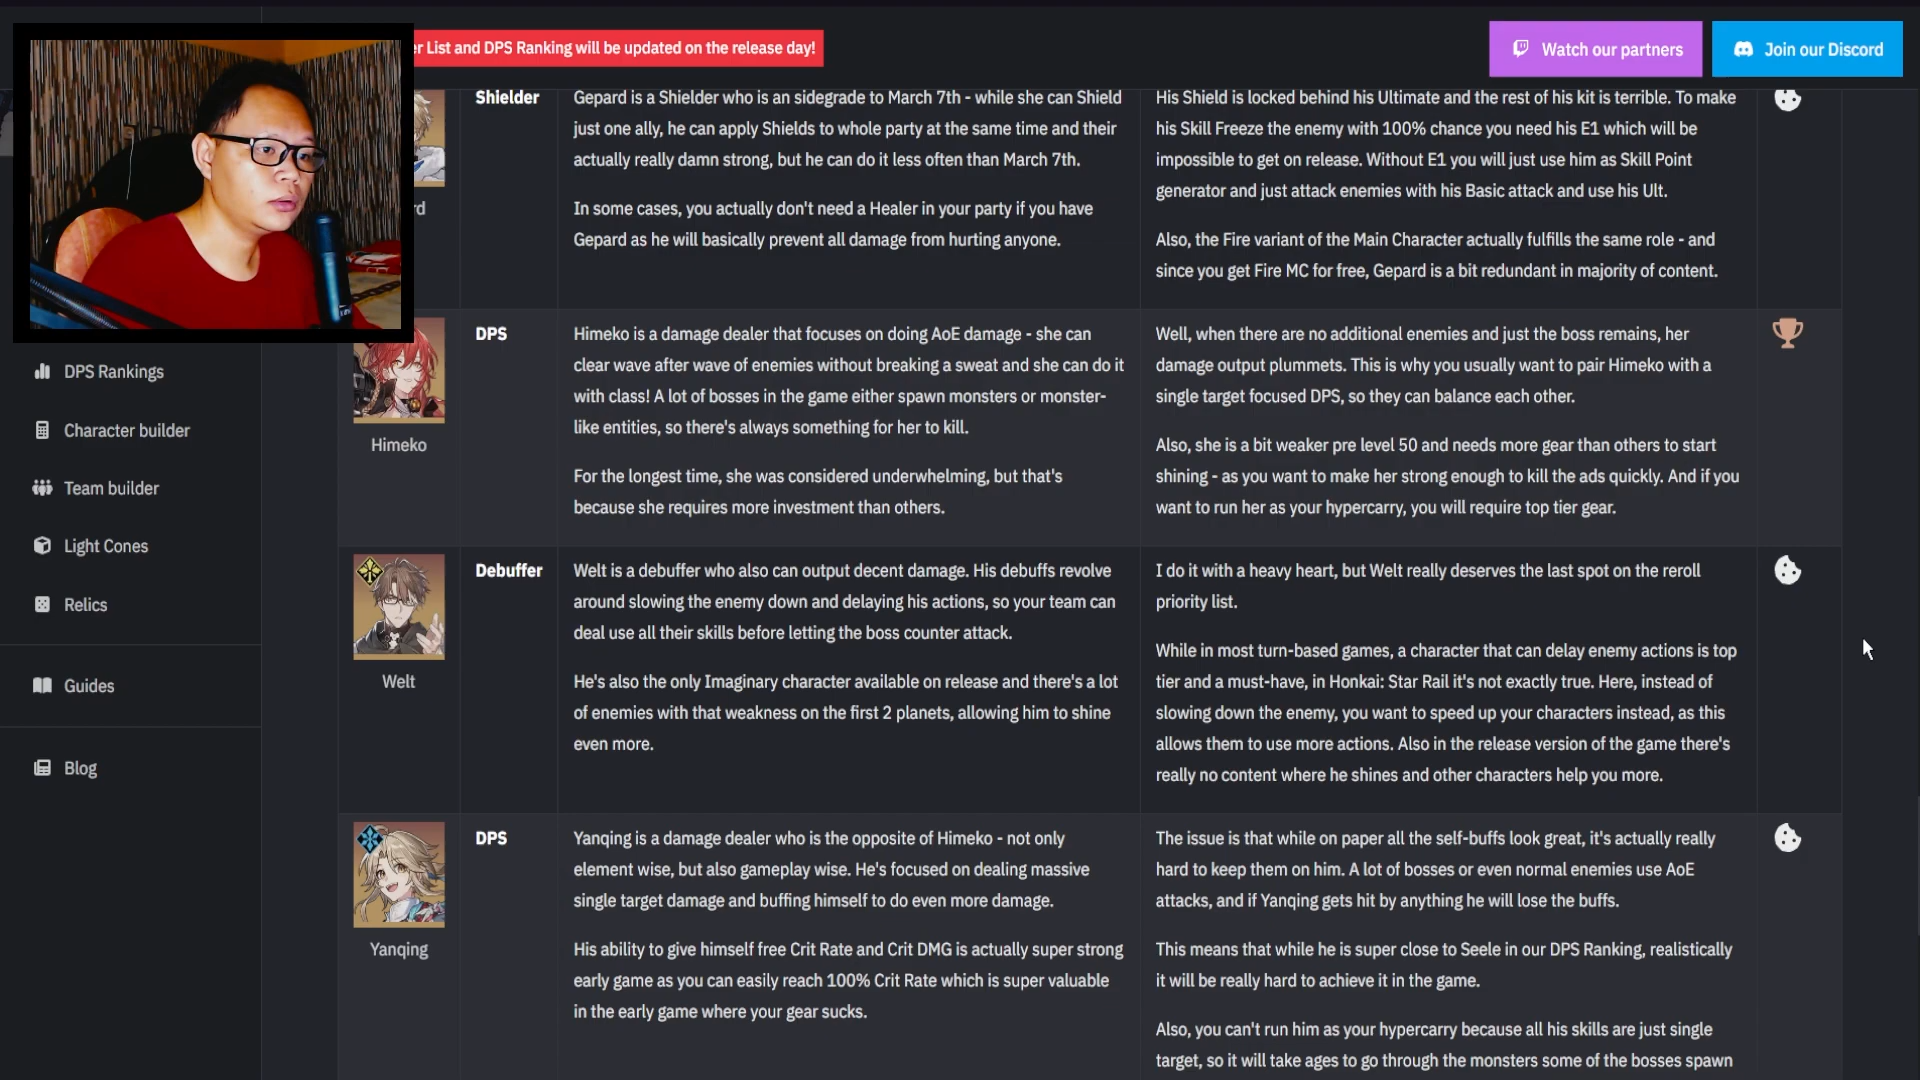 er List and DPS Ranking will be updated on the release day!
Watch our partners
Join our Discord
DPS Rankings
Character builder
Team builder
Light Cones
Relics
Guides
Blog
rd
Shielder
Gepard is a Shielder who is an sidegrade to March 7th - while she can Shield
just one ally, he can apply Shields to whole party at the same time and their
actually really damn strong, but he can do it less often than March 7th.
In some cases, you actually don't need a Healer in your party if you have
Gepard as he will basically prevent all damage from hurting anyone.
His Shield is locked behind his Ultimate and the rest of his kit is terrible. To make
his Skill Freeze the enemy with 100% chance you need his E1 which will be
impossible to get on release. Without E1 you will just use him as Skill Point
generator and just attack enemies with his Basic attack and use his Ult.
Also, the Fire variant of the Main Character actually fulfills the same role - and
since you get Fire MC for free, Gepard is a bit redundant in majority of content.
Himeko
DPS
Himeko is a damage dealer that focuses on doing AoE damage - she can
clear wave after wave of enemies without breaking a sweat and she can do it
with class! A lot of bosses in the game either spawn monsters or monster-
like entities, so there's always something for her to kill.
For the longest time, she was considered underwhelming, but that's
because she requires more investment than others.
Well, when there are no additional enemies and just the boss remains, her
damage output plummets. This is why you usually want to pair Himeko with a
single target focused DPS, so they can balance each other.
Also, she is a bit weaker pre level 50 and needs more gear than others to start
shining - as you want to make her strong enough to kill the ads quickly. And if you
want to run her as your hypercarry, you will require top tier gear.
Welt
Debuffer
Welt is a debuffer who also can output decent damage. His debuffs revolve
around slowing the enemy down and delaying his actions, so your team can
deal use all their skills before letting the boss counter attack.
He's also the only Imaginary character available on release and there's a lot
of enemies with that weakness on the first 2 planets, allowing him to shine
even more.
I do it with a heavy heart, but Welt really deserves the last spot on the reroll
priority list.
While in most turn-based games, a character that can delay enemy actions is top
tier and a must-have, in Honkai: Star Rail it's not exactly true. Here, instead of
slowing down the enemy, you want to speed up your characters instead, as this
allows them to use more actions. Also in the release version of the game there's
really no content where he shines and other characters help you more.
Yanqing
DPS
Yanqing is a damage dealer who is the opposite of Himeko - not only
element wise, but also gameplay wise. He's focused on dealing massive
single target damage and buffing himself to do even more damage.
His ability to give himself free Crit Rate and Crit DMG is actually super strong
early game as you can easily reach 100% Crit Rate which is super valuable
in the early game where your gear sucks.
The issue is that while on paper all the self-buffs look great, it's actually really
hard to keep them on him. A lot of bosses or even normal enemies use AoE
attacks, and if Yanqing gets hit by anything he will lose the buffs.
This means that while he is super close to Seele in our DPS Ranking, realistically
it will be really hard to achieve it in the game.
Also, you can't run him as your hypercarry because all his skills are just single
target, so it will take ages to go through the monsters some of the bosses spawn